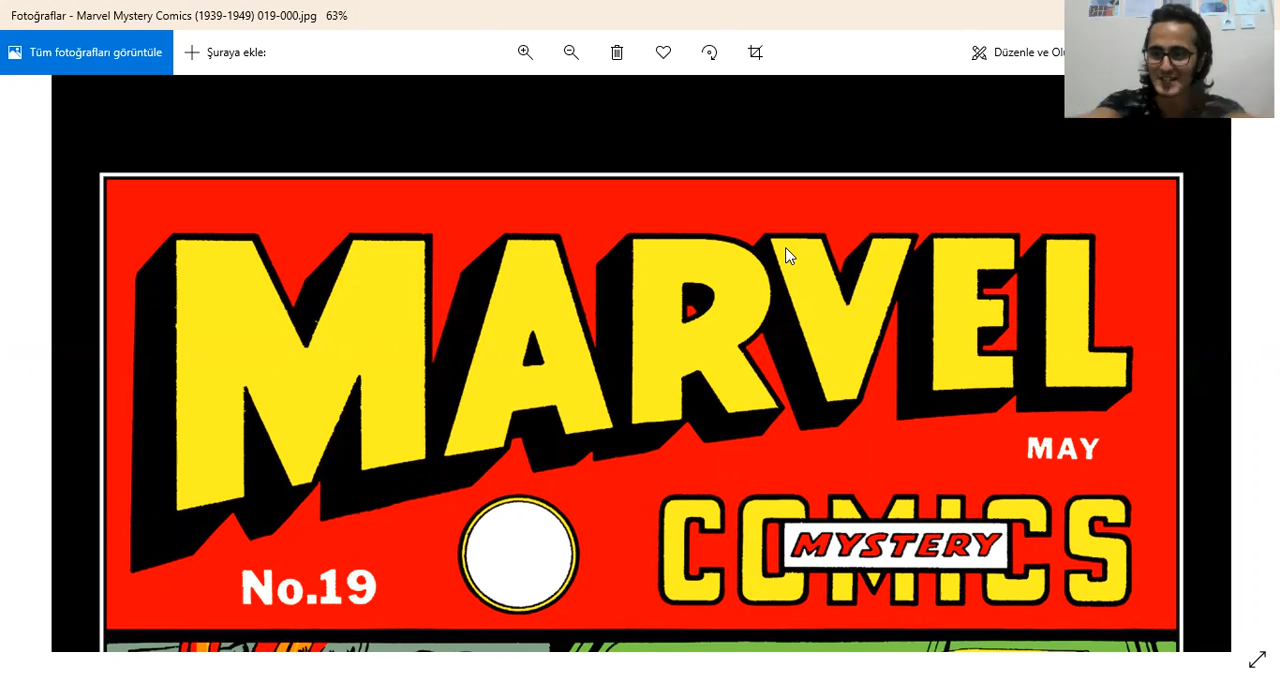 Fotoğraflar - Marvel Mystery Comics (1939-1949) 019-000.jpg 63%
Tüm fotoğrafları görüntüle
Şuraya ekle:
Düzenle ve Olu
MARVEL
MAY
COMICS
MYSTERY
No.19